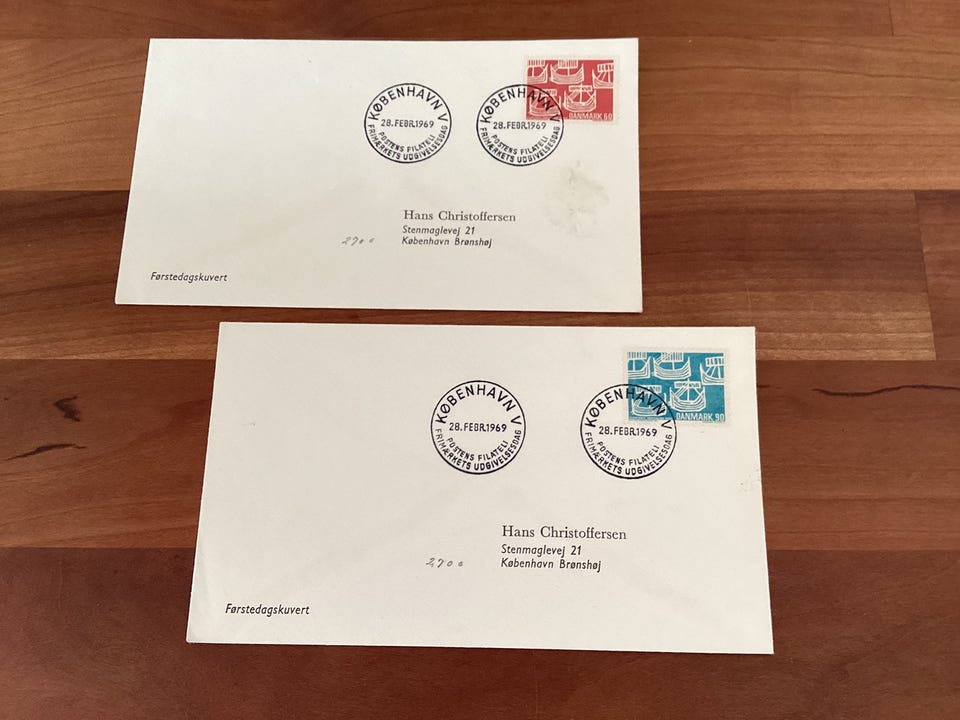 KØBENHAVN V
28.FEBR.1969
POSTENS FILATELI
FRIMÆRKETS UDGIVELSESDAG
KØBENHAVN V
28.FEBR.1969
POSTENS FILATELI
FRIMÆRKETS UDGIVELSESDAG
DANMARK 60
Hans Christoffersen
Stenmaglevej 21
2700
København Brønshøj
Førstedagskuvert
KØBENHAVN V
28.FEBR.1969
POSTENS FILATELI
FRIMÆRKETS UDGIVELSESDAG
KØBENHAVN V
28.FEBR.1969
POSTENS FILATELI
FRIMÆRKETS UDGIVELSESDAG
DANMARK 90
Hans Christoffersen
Stenmaglevej 21
2700
København Brønshøj
Førstedagskuvert